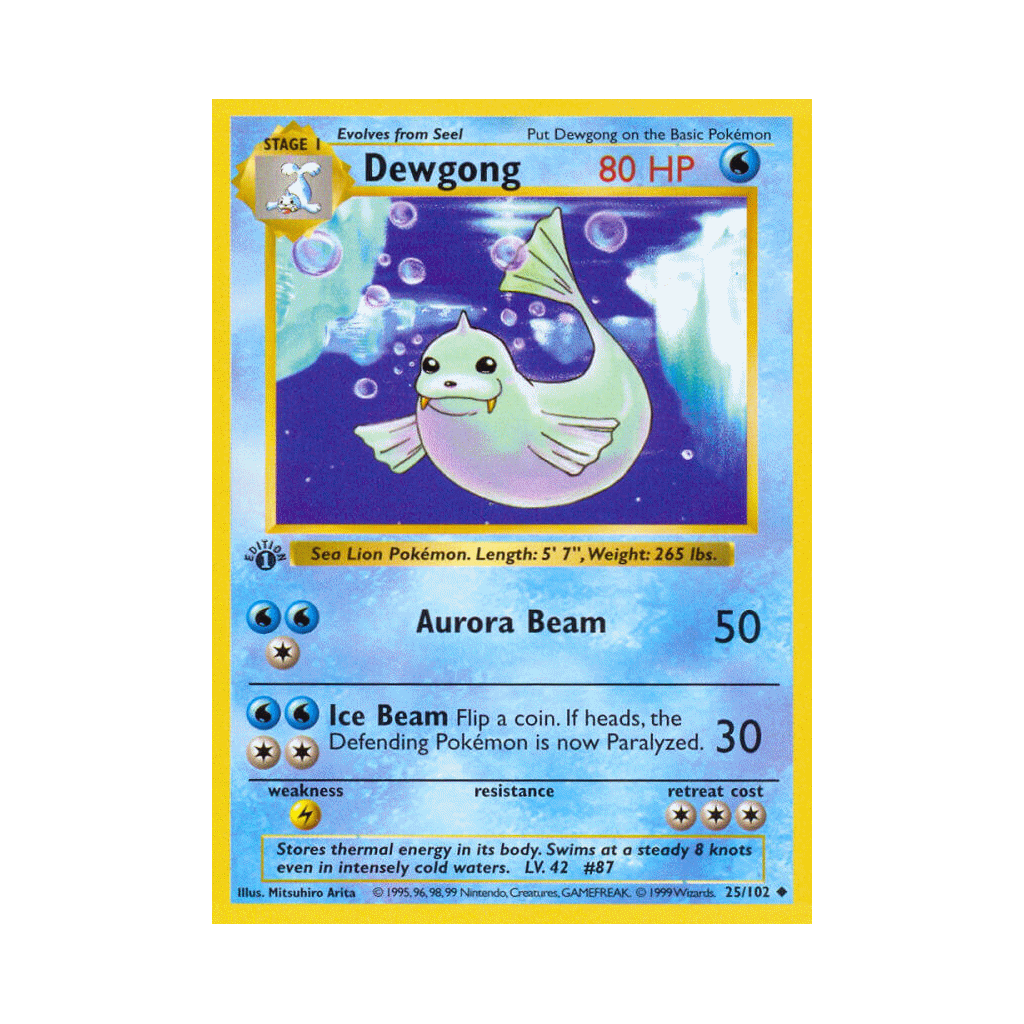 Evolves from Seel Put Dewgong on the Basic Pokémon
STAGE 1
Dewgong 80 HP
EDITION
1
Sea Lion Pokémon. Length: 5' 7", Weight: 265 lbs.
Aurora Beam 50
Ice Beam Flip a coin. If heads, the
Defending Pokémon is now Paralyzed. 30
weakness resistance retreat cost
Stores thermal energy in its body. Swims at a steady 8 knots
even in intensely cold waters. LV. 42 #87
Illus. Mitsuhiro Arita © 1995, 96, 98, 99 Nintendo, Creatures, GAMEFREAK. © 1999 Wizards. 25/102